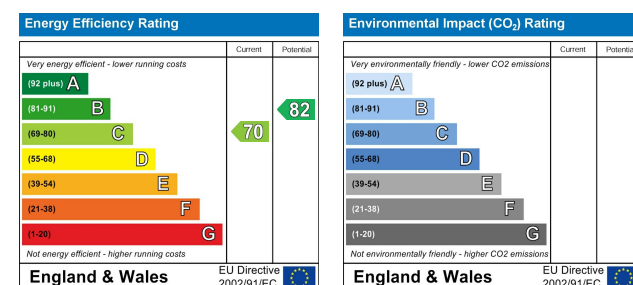 Energy Efficiency Rating
Current Potential
Very energy efficient - lower running costs
(92 plus) A
(81-91) B
82
(69-80) C
70
(55-68) D
(39-54) E
(21-38) F
(1-20) G
Not energy efficient - higher running costs
England & Wales
EU Directive
2002/91/EC
Environmental Impact (CO₂) Rating
Current Potential
Very environmentally friendly - lower CO2 emissions
(92 plus) A
(81-91) B
(69-80) C
(55-68) D
(39-54) E
(21-38) F
(1-20) G
Not environmentally friendly - higher CO2 emissions
England & Wales
EU Directive
2002/91/EC